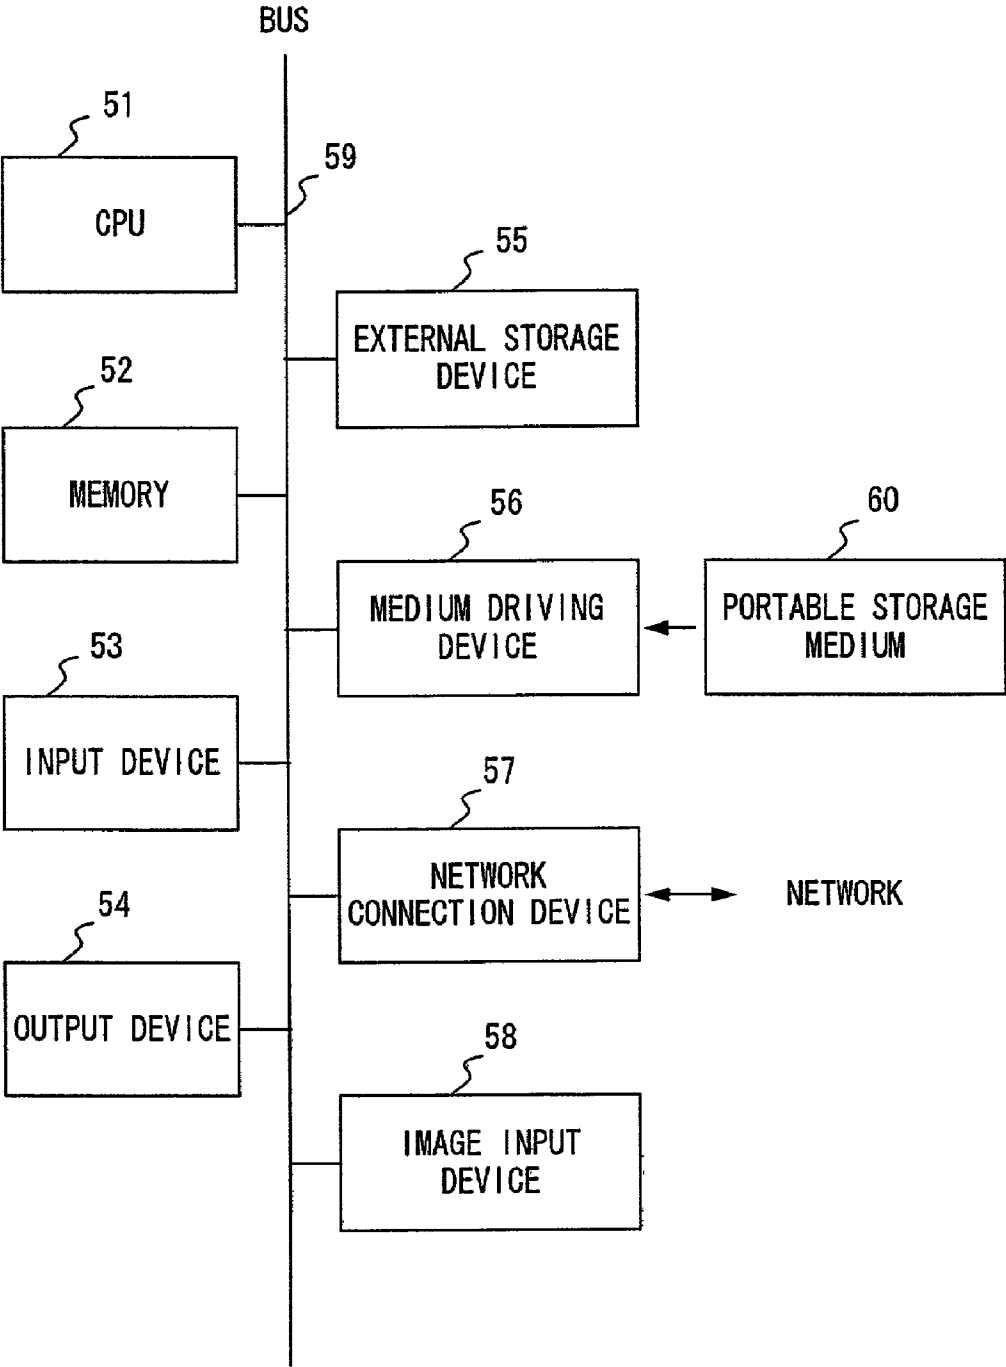 BUS
51
CPU
59
55
EXTERNAL STORAGE
DEVICE
52
MEMORY
56
MEDIUM DRIVING
DEVICE
60
PORTABLE STORAGE
MEDIUM
53
INPUT DEVICE
57
NETWORK
CONNECTION DEVICE
NETWORK
54
OUTPUT DEVICE
58
IMAGE INPUT
DEVICE